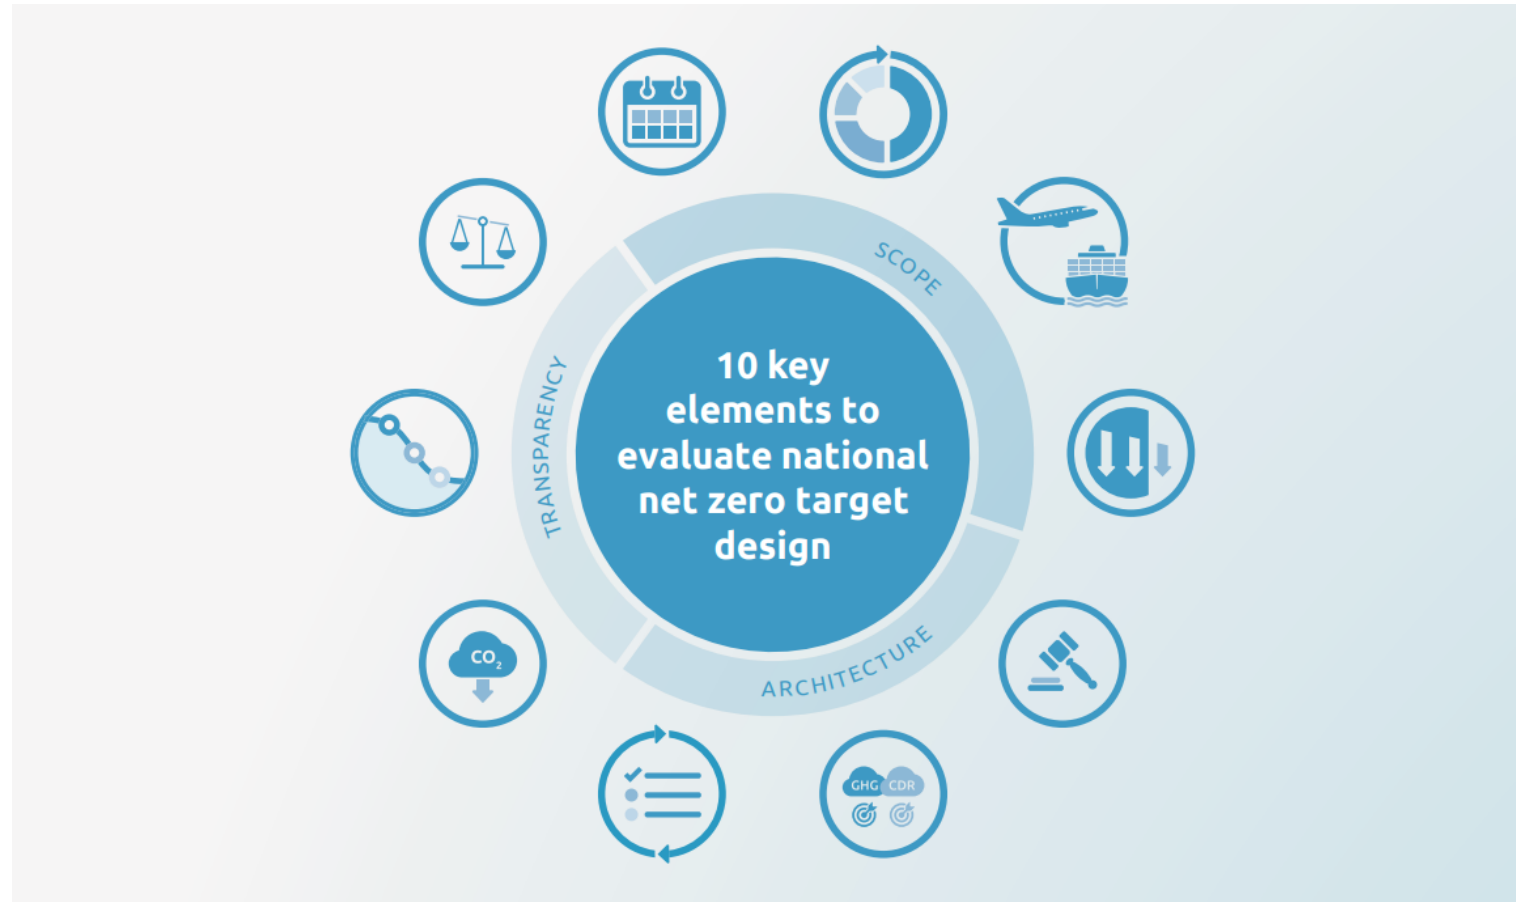 10 key
elements to
evaluate national
net zero target
design
SCOPE
ARCHITECTURE
TRANSPARENCY
CO₂
GHG
CDR